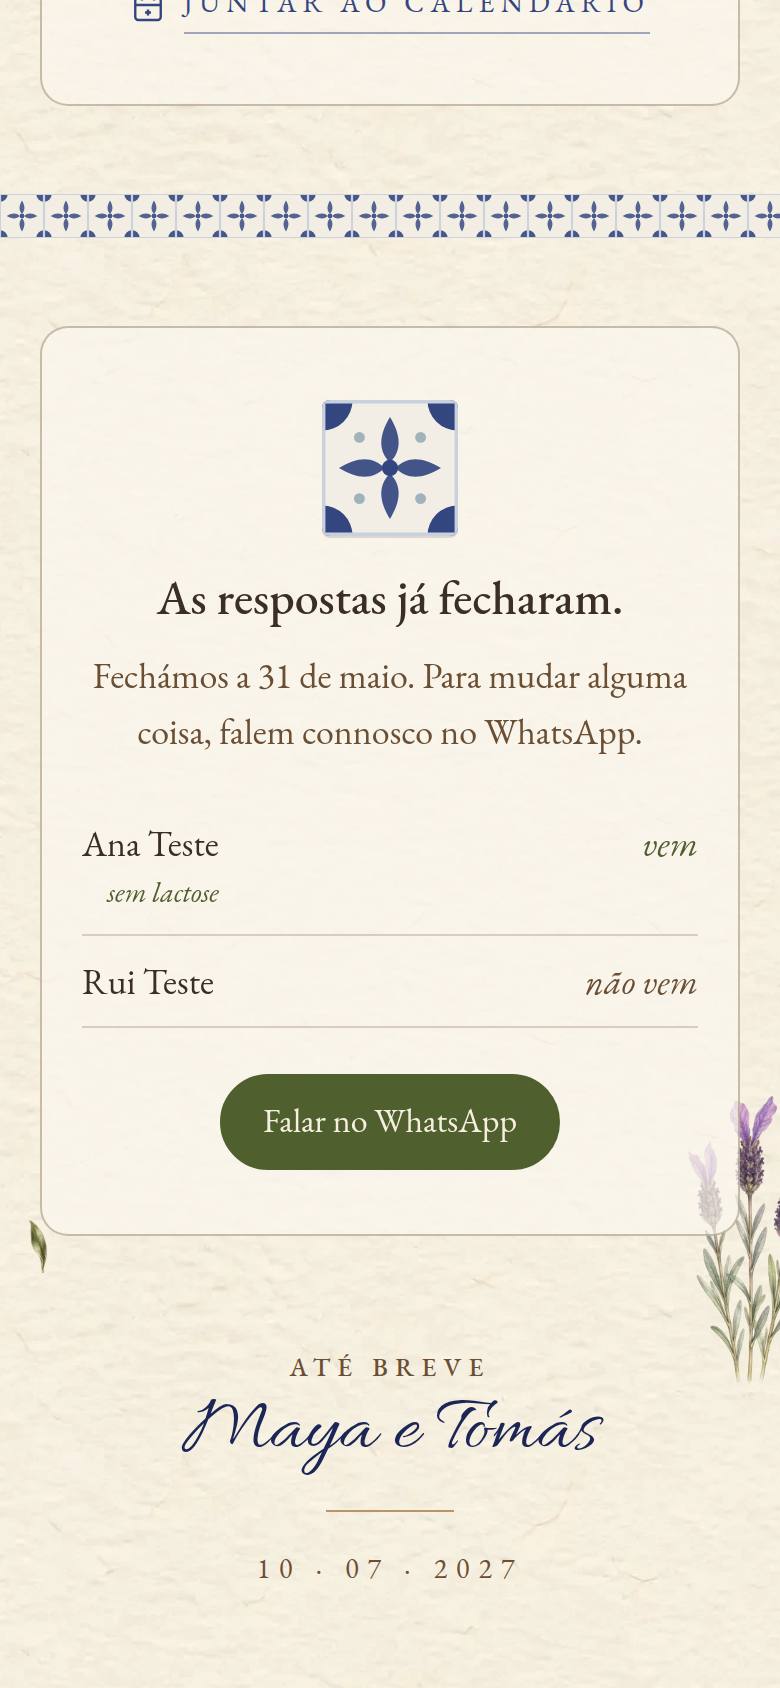 JUNTAR AO CALENDÁRIO
As respostas já fecharam.
Fechámos a 31 de maio. Para mudar alguma
coisa, falem connosco no WhatsApp.
Ana Teste
vem
sem lactose
Rui Teste
não vem
Falar no WhatsApp
ATÉ BREVE
Maya e Tomás
10 · 07 · 2027